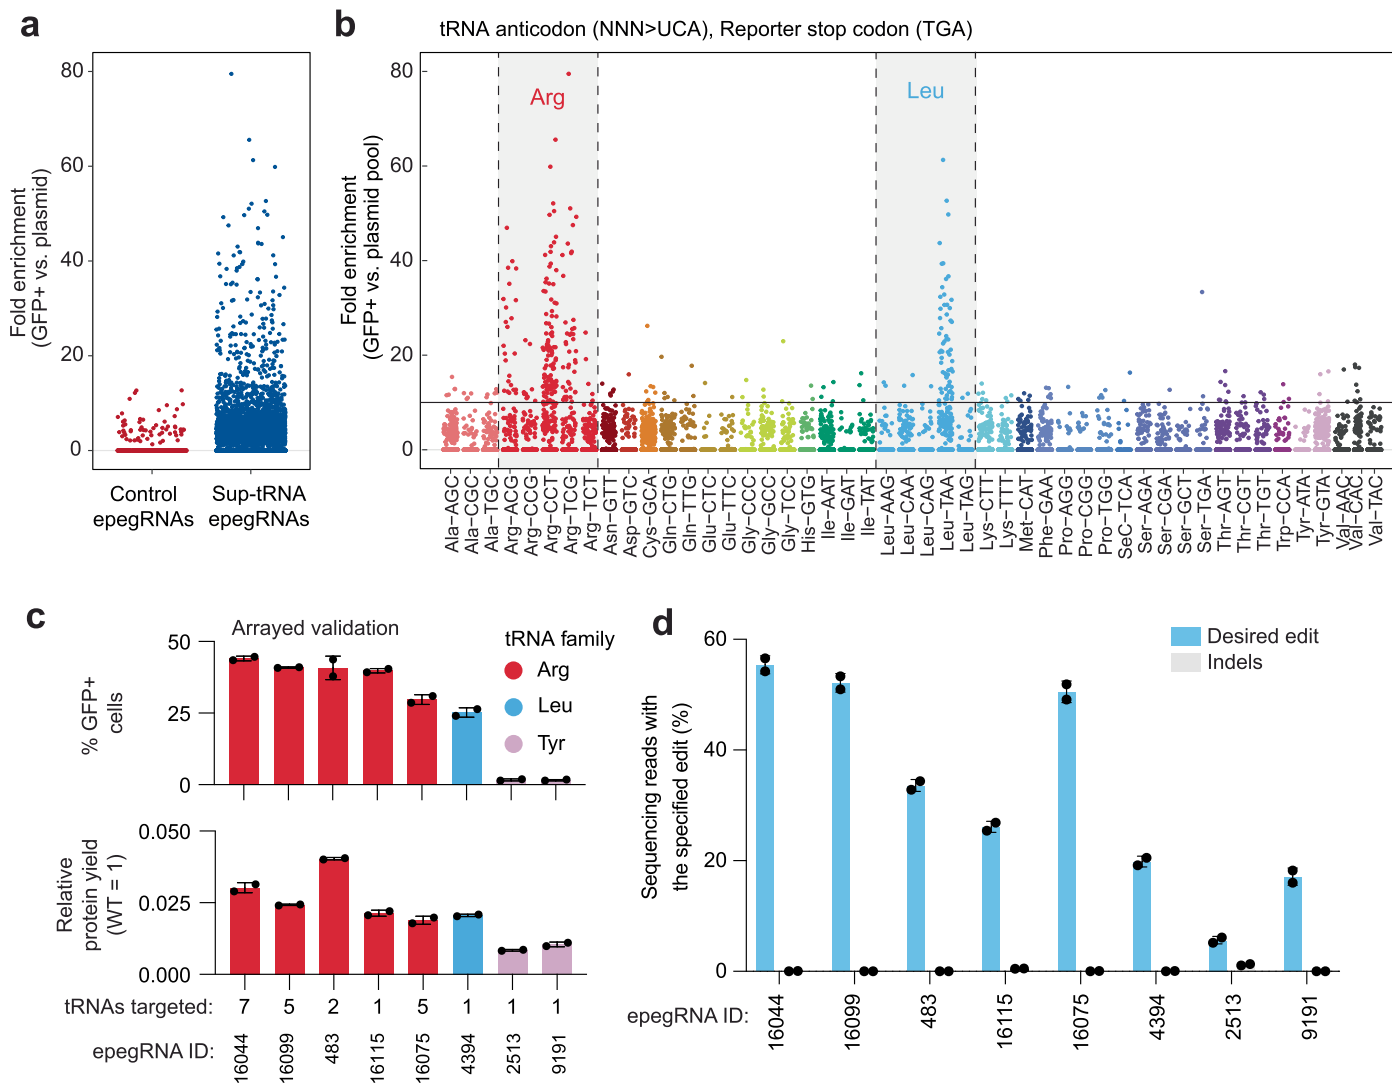 a
Fold enrichment
(GFP+ vs. plasmid)
80
60
40
20
0
Control
epegRNAs
Sup-tRNA
epegRNAs
b
tRNA anticodon (NNN>UCA), Reporter stop codon (TGA)
Fold enrichment
(GFP+ vs. plasmid pool)
80
60
40
20
0
Arg
Leu
Ala−AGC
Ala−CGC
Ala−TGC
Arg−ACG
Arg−CCG
Arg−CCT
Arg−TCG
Arg−TCT
Asn−GTT
Asp−GTC
Cys−GCA
Gln−CTG
Gln−TTG
Glu−CTC
Glu−TTC
Gly−CCC
Gly−GCC
Gly−TCC
His−GTG
Ile−AAT
Ile−GAT
Ile−TAT
Leu−AAG
Leu−CAA
Leu−CAG
Leu−TAA
Leu−TAG
Lys−CTT
Lys−TTT
Met−CAT
Phe−GAA
Pro−AGG
Pro−CGG
Pro−TGG
SeC−TCA
Ser−AGA
Ser−CGA
Ser−GCT
Ser−TGA
Thr−AGT
Thr−CGT
Thr−TGT
Trp−CCA
Tyr−ATA
Tyr−GTA
Val−AAC
Val−CAC
Val−TAC
c
Arrayed validation
% GFP+
cells
50
25
0
tRNA family
Arg
Leu
Tyr
Relative
protein yield
(WT = 1)
0.050
0.025
0.000
tRNAs targeted: 7 5 2 1 5 1 1 1
epegRNA ID: 16044 16099 483 16115 16075 4394 2513 9191
d
Sequencing reads with
the specified edit (%)
60
40
20
0
Desired edit
Indels
epegRNA ID: 16044 16099 483 16115 16075 4394 2513 9191